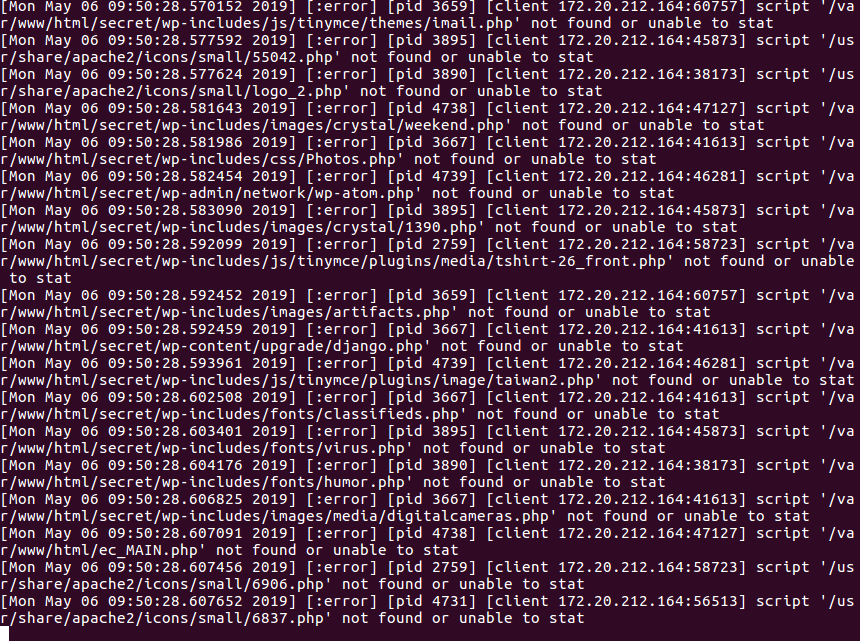 [Mon May 06 09:50:28.570152 2019] [:error] [pid 3659] [client 172.20.212.164:60757] script '/va
r/www/html/secret/wp-includes/js/tinymce/themes/imail.php' not found or unable to stat
[Mon May 06 09:50:28.577592 2019] [:error] [pid 3895] [client 172.20.212.164:45873] script '/us
r/share/apache2/icons/small/55042.php' not found or unable to stat
[Mon May 06 09:50:28.577624 2019] [:error] [pid 3890] [client 172.20.212.164:38173] script '/us
r/share/apache2/icons/small/logo_2.php' not found or unable to stat
[Mon May 06 09:50:28.581643 2019] [:error] [pid 4738] [client 172.20.212.164:47127] script '/va
r/www/html/secret/wp-includes/images/crystal/weekend.php' not found or unable to stat
[Mon May 06 09:50:28.581986 2019] [:error] [pid 3667] [client 172.20.212.164:41613] script '/va
r/www/html/secret/wp-includes/css/Photos.php' not found or unable to stat
[Mon May 06 09:50:28.582454 2019] [:error] [pid 4739] [client 172.20.212.164:46281] script '/va
r/www/html/secret/wp-admin/network/wp-atom.php' not found or unable to stat
[Mon May 06 09:50:28.583090 2019] [:error] [pid 3895] [client 172.20.212.164:45873] script '/va
r/www/html/secret/wp-includes/images/crystal/1390.php' not found or unable to stat
[Mon May 06 09:50:28.592099 2019] [:error] [pid 2759] [client 172.20.212.164:58723] script '/va
r/www/html/secret/wp-includes/js/tinymce/plugins/media/tshirt-26_front.php' not found or unable
 to stat
[Mon May 06 09:50:28.592452 2019] [:error] [pid 3659] [client 172.20.212.164:60757] script '/va
r/www/html/secret/wp-includes/images/artifacts.php' not found or unable to stat
[Mon May 06 09:50:28.592459 2019] [:error] [pid 3667] [client 172.20.212.164:41613] script '/va
r/www/html/secret/wp-content/upgrade/django.php' not found or unable to stat
[Mon May 06 09:50:28.593961 2019] [:error] [pid 4739] [client 172.20.212.164:46281] script '/va
r/www/html/secret/wp-includes/js/tinymce/plugins/image/taiwan2.php' not found or unable to stat
[Mon May 06 09:50:28.602508 2019] [:error] [pid 3667] [client 172.20.212.164:41613] script '/va
r/www/html/secret/wp-includes/fonts/classifieds.php' not found or unable to stat
[Mon May 06 09:50:28.603401 2019] [:error] [pid 3895] [client 172.20.212.164:45873] script '/va
r/www/html/secret/wp-includes/fonts/virus.php' not found or unable to stat
[Mon May 06 09:50:28.604176 2019] [:error] [pid 3890] [client 172.20.212.164:38173] script '/va
r/www/html/secret/wp-includes/fonts/humor.php' not found or unable to stat
[Mon May 06 09:50:28.606825 2019] [:error] [pid 3667] [client 172.20.212.164:41613] script '/va
r/www/html/secret/wp-includes/images/media/digitalcameras.php' not found or unable to stat
[Mon May 06 09:50:28.607091 2019] [:error] [pid 4738] [client 172.20.212.164:47127] script '/va
r/www/html/ec_MAIN.php' not found or unable to stat
[Mon May 06 09:50:28.607456 2019] [:error] [pid 2759] [client 172.20.212.164:58723] script '/us
r/share/apache2/icons/small/6906.php' not found or unable to stat
[Mon May 06 09:50:28.607652 2019] [:error] [pid 4731] [client 172.20.212.164:56513] script '/us
r/share/apache2/icons/small/6837.php' not found or unable to stat